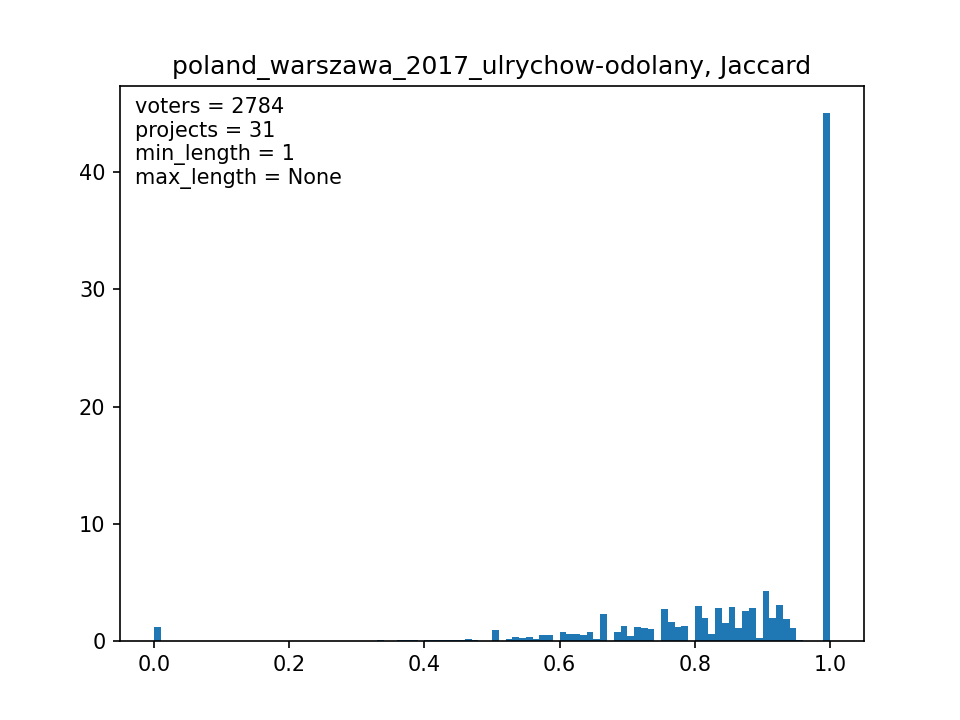 poland_warszawa_2017_ulrychow-odolany, Jaccard
voters = 2784
projects = 31
min_length = 1
max_length = None
40
30
20
10
0
0.0 0.2 0.4 0.6 0.8 1.0